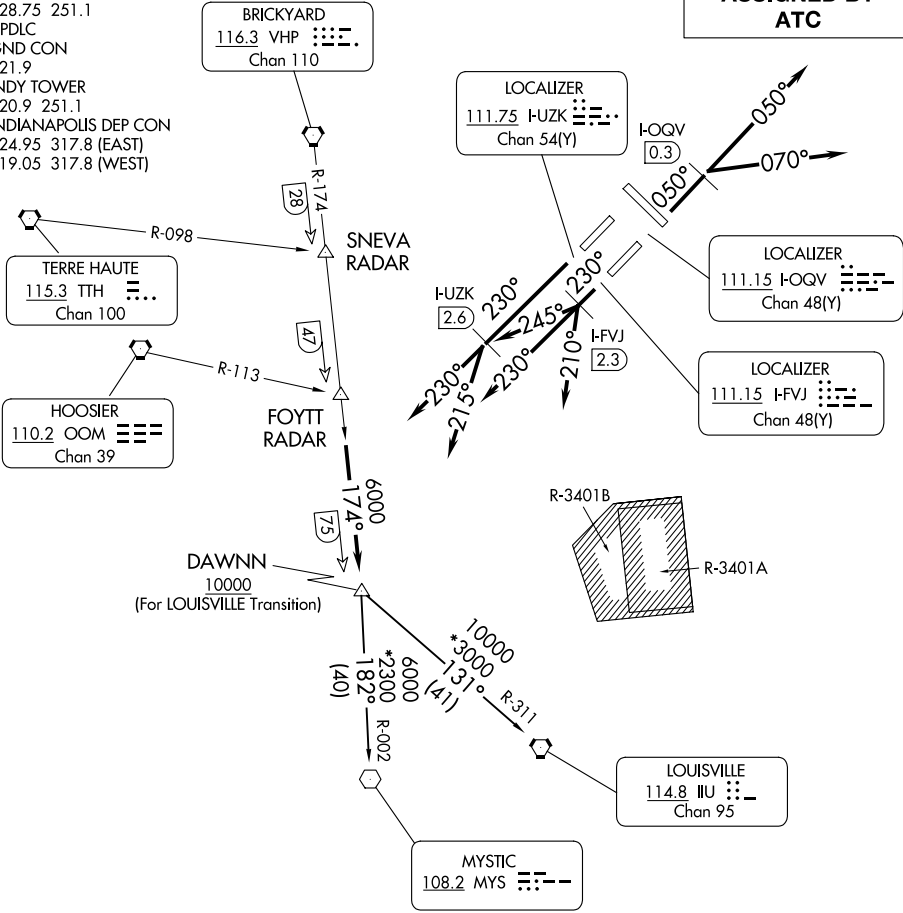 28.75 251.1
PDLC
GND CON
21.9
NDY TOWER
20.9 251.1
NDIANAPOLIS DEP CON
24.95 317.8 (EAST)
19.05 317.8 (WEST)
ATC
BRICKYARD
116.3 VHP
Chan 110
LOCALIZER
111.75 I-UZK
Chan 54(Y)
I-OQV
0.3
050°
070°
050°
R-174
28
R-098
SNEVA
RADAR
TERRE HAUTE
115.3 TTH
Chan 100
LOCALIZER
111.15 I-OQV
Chan 48(Y)
I-UZK
2.6
230°
230°
245°
230°
230°
215°
210°
I-FVJ
2.3
LOCALIZER
111.15 I-FVJ
Chan 48(Y)
47
R-113
HOOSIER
110.2 OOM
Chan 39
FOYTT
RADAR
6000
174°
75
R-3401B
R-3401A
DAWNN
10000
(For LOUISVILLE Transition)
6000
*2300
182°
(40)
R-002
10000
*3000
131°
(41)
R-311
LOUISVILLE
114.8 IIU
Chan 95
MYSTIC
108.2 MYS